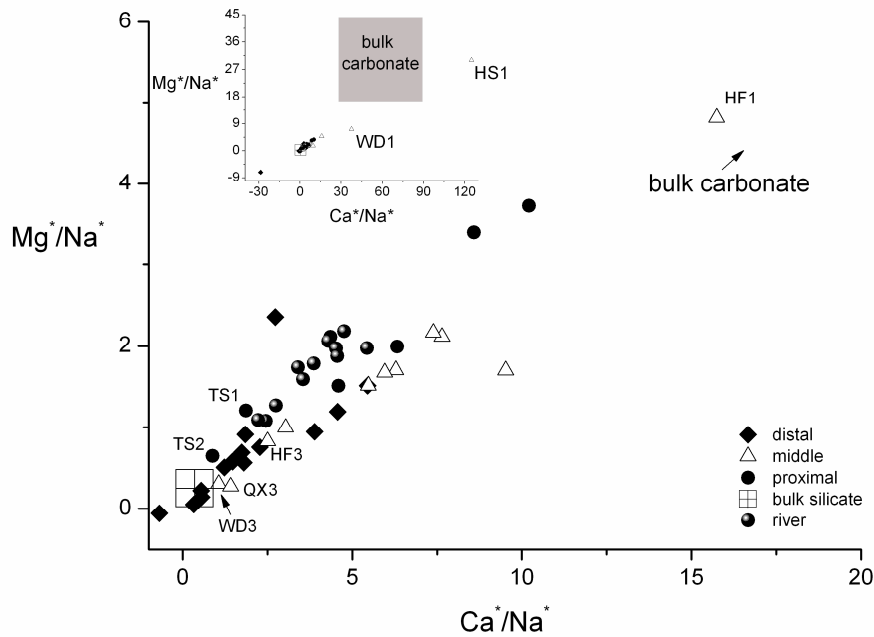 6
4
2
0
Mg*/Na*
0
5
10
15
20
Ca*/Na*
45
36
27
18
9
0
-9
Mg*/Na*
-30
0
30
60
90
120
Ca*/Na*
bulk
carbonate
HS1
WD1
HF1
bulk carbonate
TS1
TS2
HF3
QX3
WD3
distal
middle
proximal
bulk silicate
river